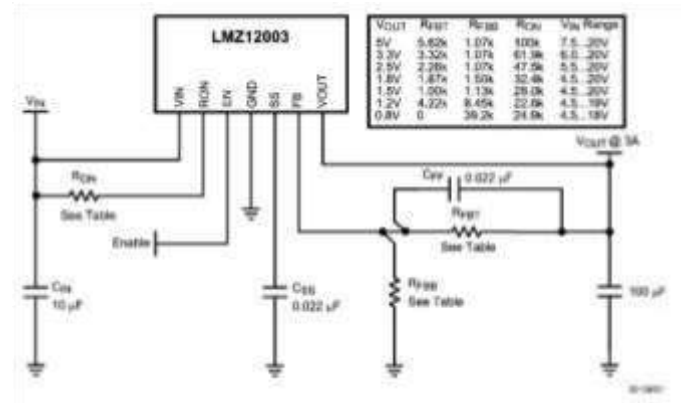 LMZ12003
VIN
RON
EN
GND
SS
FB
VOUT
VOUT RFBT RFBB RON VIN Range
5V 5.62k 1.07k 100k 7.5...20V
3.3V 3.32k 1.07k 61.9k 6.0...20V
2.5V 2.26k 1.07k 47.5k 5.5...20V
1.8V 1.87k 1.50k 32.4k 4.5...20V
1.5V 1.00k 1.13k 28.0k 4.5...20V
1.2V 4.22k 8.45k 22.6k 4.5...19V
0.8V 0 39.2k 24.9k 4.5...18V
VIN
VOUT @ 3A
RON
See Table
Enable
CFF 0.022 µF
RFBT
See Table
CIN
10 µF
CSS
0.022 µF
RFBB
See Table
100 µF